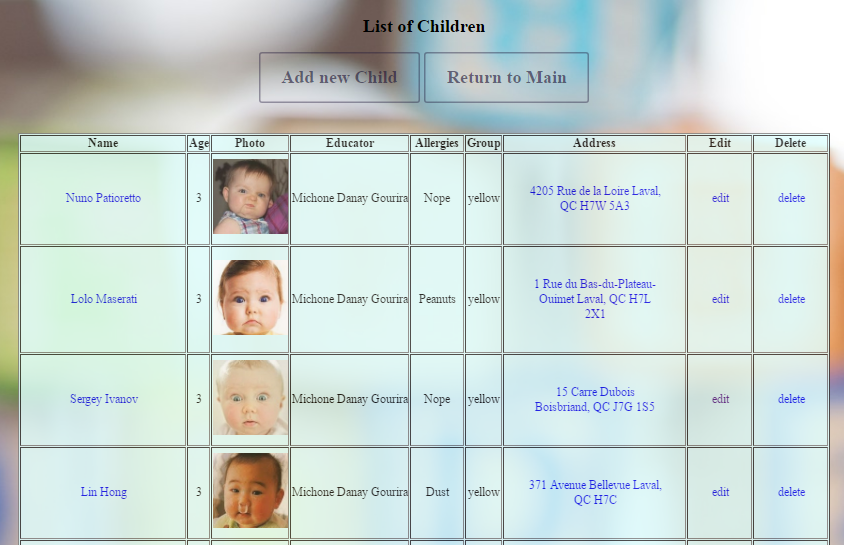 List of Children
Add new Child Return to Main
Name Age Photo Educator Allergies Group Address Edit Delete
Nuno Patioretto 3 Michone Danay Gourira Nope yellow 4205 Rue de la Loire Laval, edit delete
QC H7W 5A3
Lolo Maserati 3 Michone Danay Gourira Peanuts yellow 1 Rue du Bas-du-Plateau- edit delete
Ouimet Laval, QC H7L
2X1
Sergey Ivanov 3 Michone Danay Gourira Nope yellow 15 Carre Dubois edit delete
Boisbriand, QC J7G 1S5
Lin Hong 3 Michone Danay Gourira Dust yellow 371 Avenue Bellevue Laval, edit delete
QC H7C